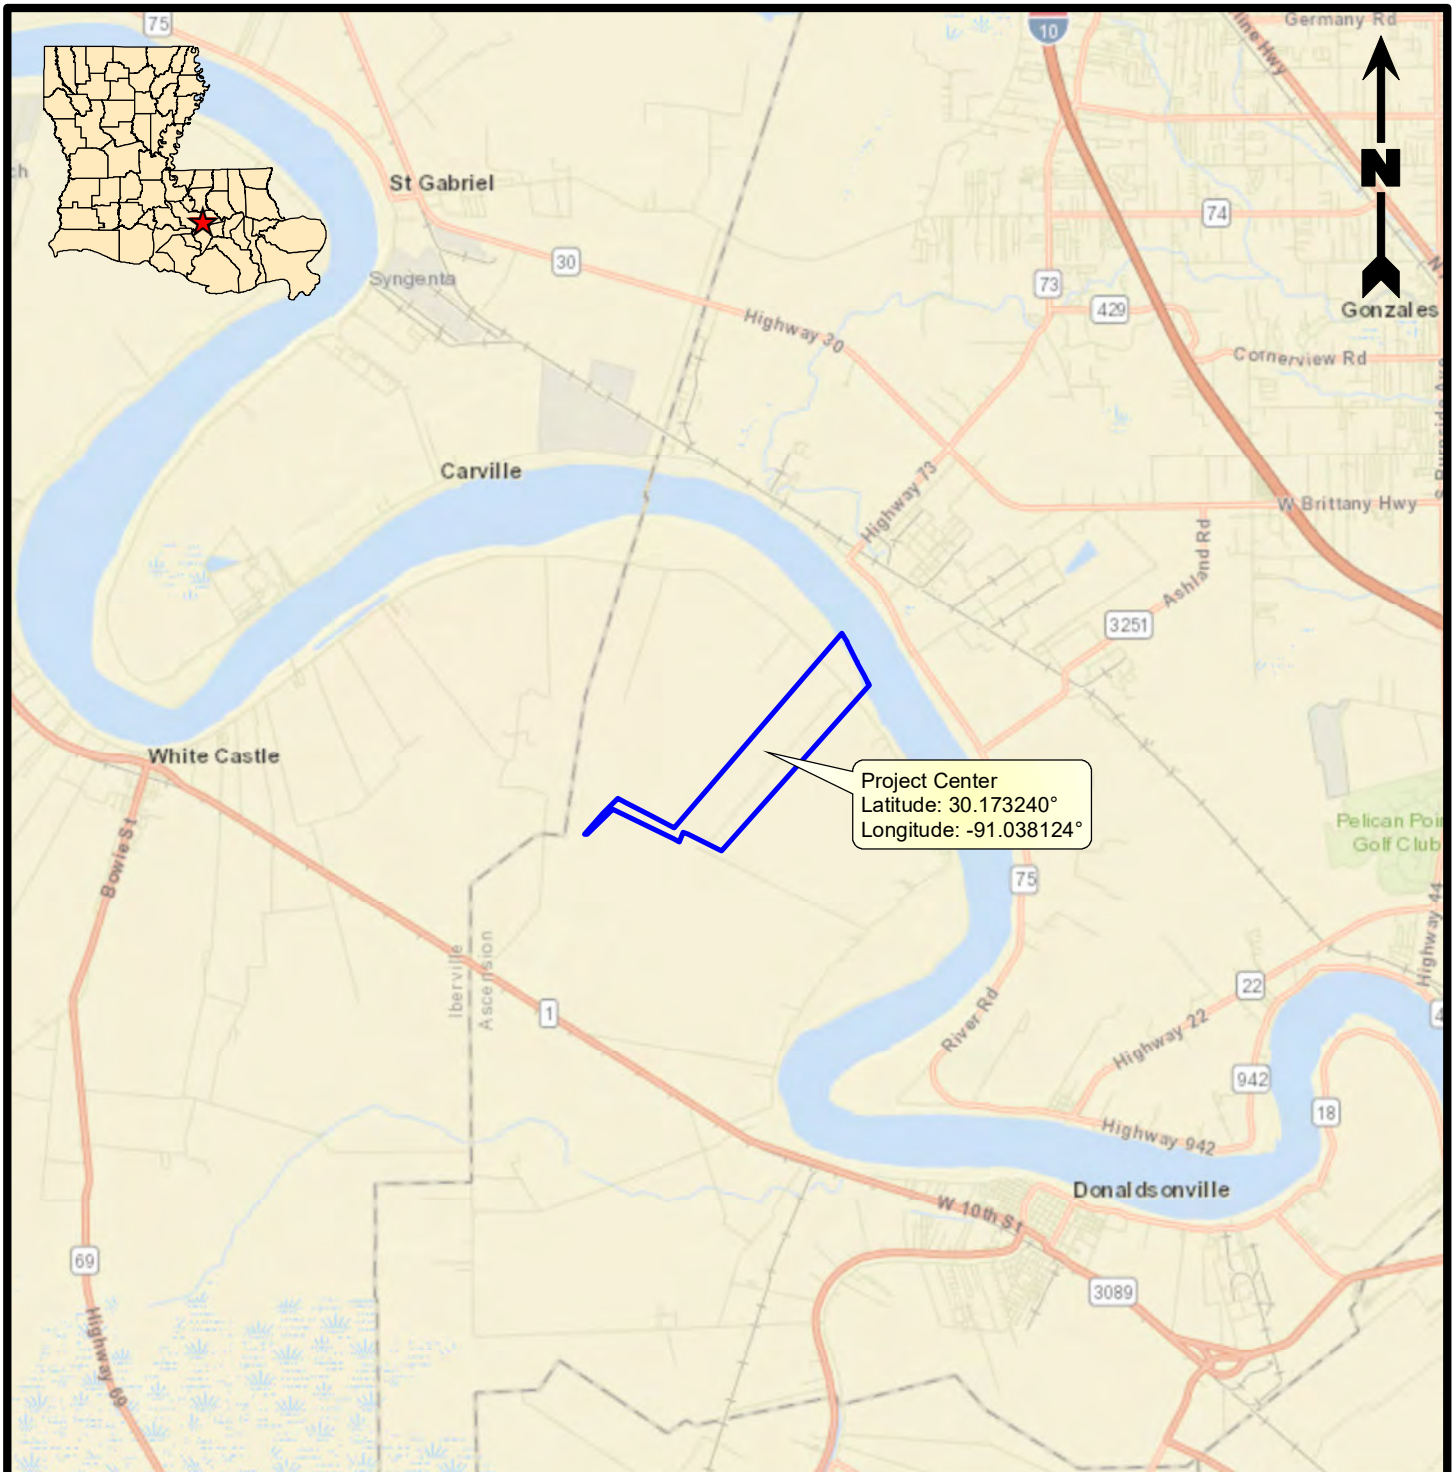 75
10
Germany Rd
N
St Gabriel
74
30
Syngenta
73
429
Gonzales
Highway 30
Cornerview Rd
Carville
Highway 73
W Brittany Hwy
Ashland Rd
3251
White Castle
Project Center
Latitude: 30.173240°
Longitude: -91.038124°
Bowie St
75
Highway 44
Iberville
Ascension
1
22
River Rd
Highway 22
942
18
Highway 942
Donaldsonville
W 10th St
69
3089
Highway 69